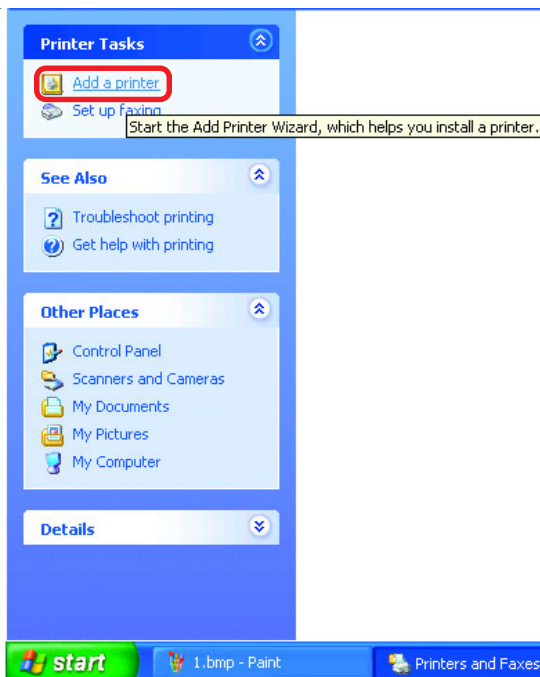 Printer Tasks
Add a printer
Set up faxing
Start the Add Printer Wizard, which helps you install a printer.
See Also
Troubleshoot printing
Get help with printing
Other Places
Control Panel
Scanners and Cameras
My Documents
My Pictures
My Computer
Details
start
1.bmp - Paint
Printers and Faxes